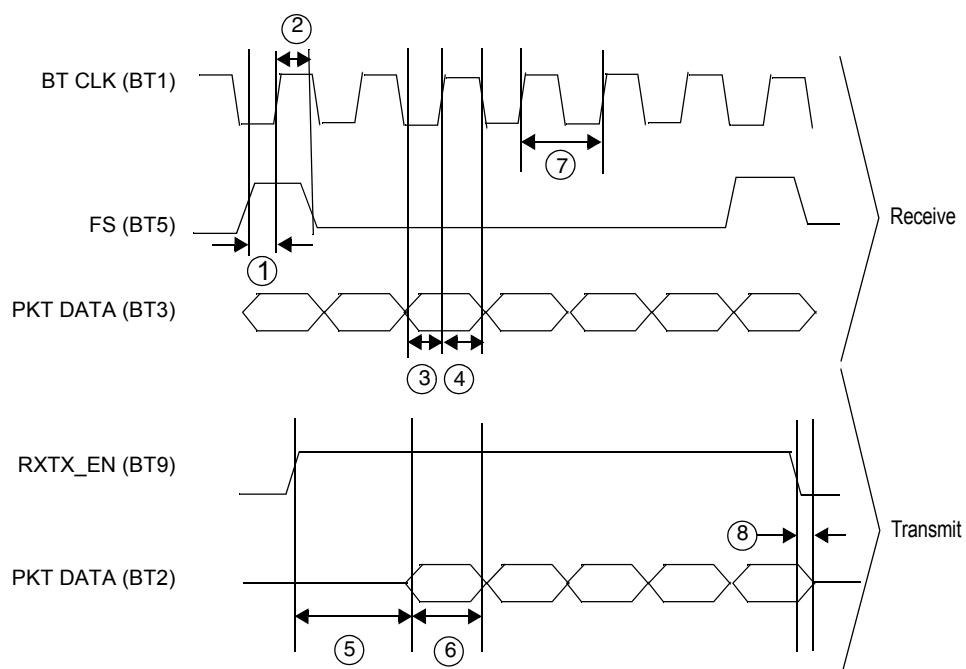 ②
BT CLK (BT1)
⑦
FS (BT5)
Receive
①
PKT DATA (BT3)
③ ④
RXTX_EN (BT9)
⑧
Transmit
PKT DATA (BT2)
⑤ ⑥